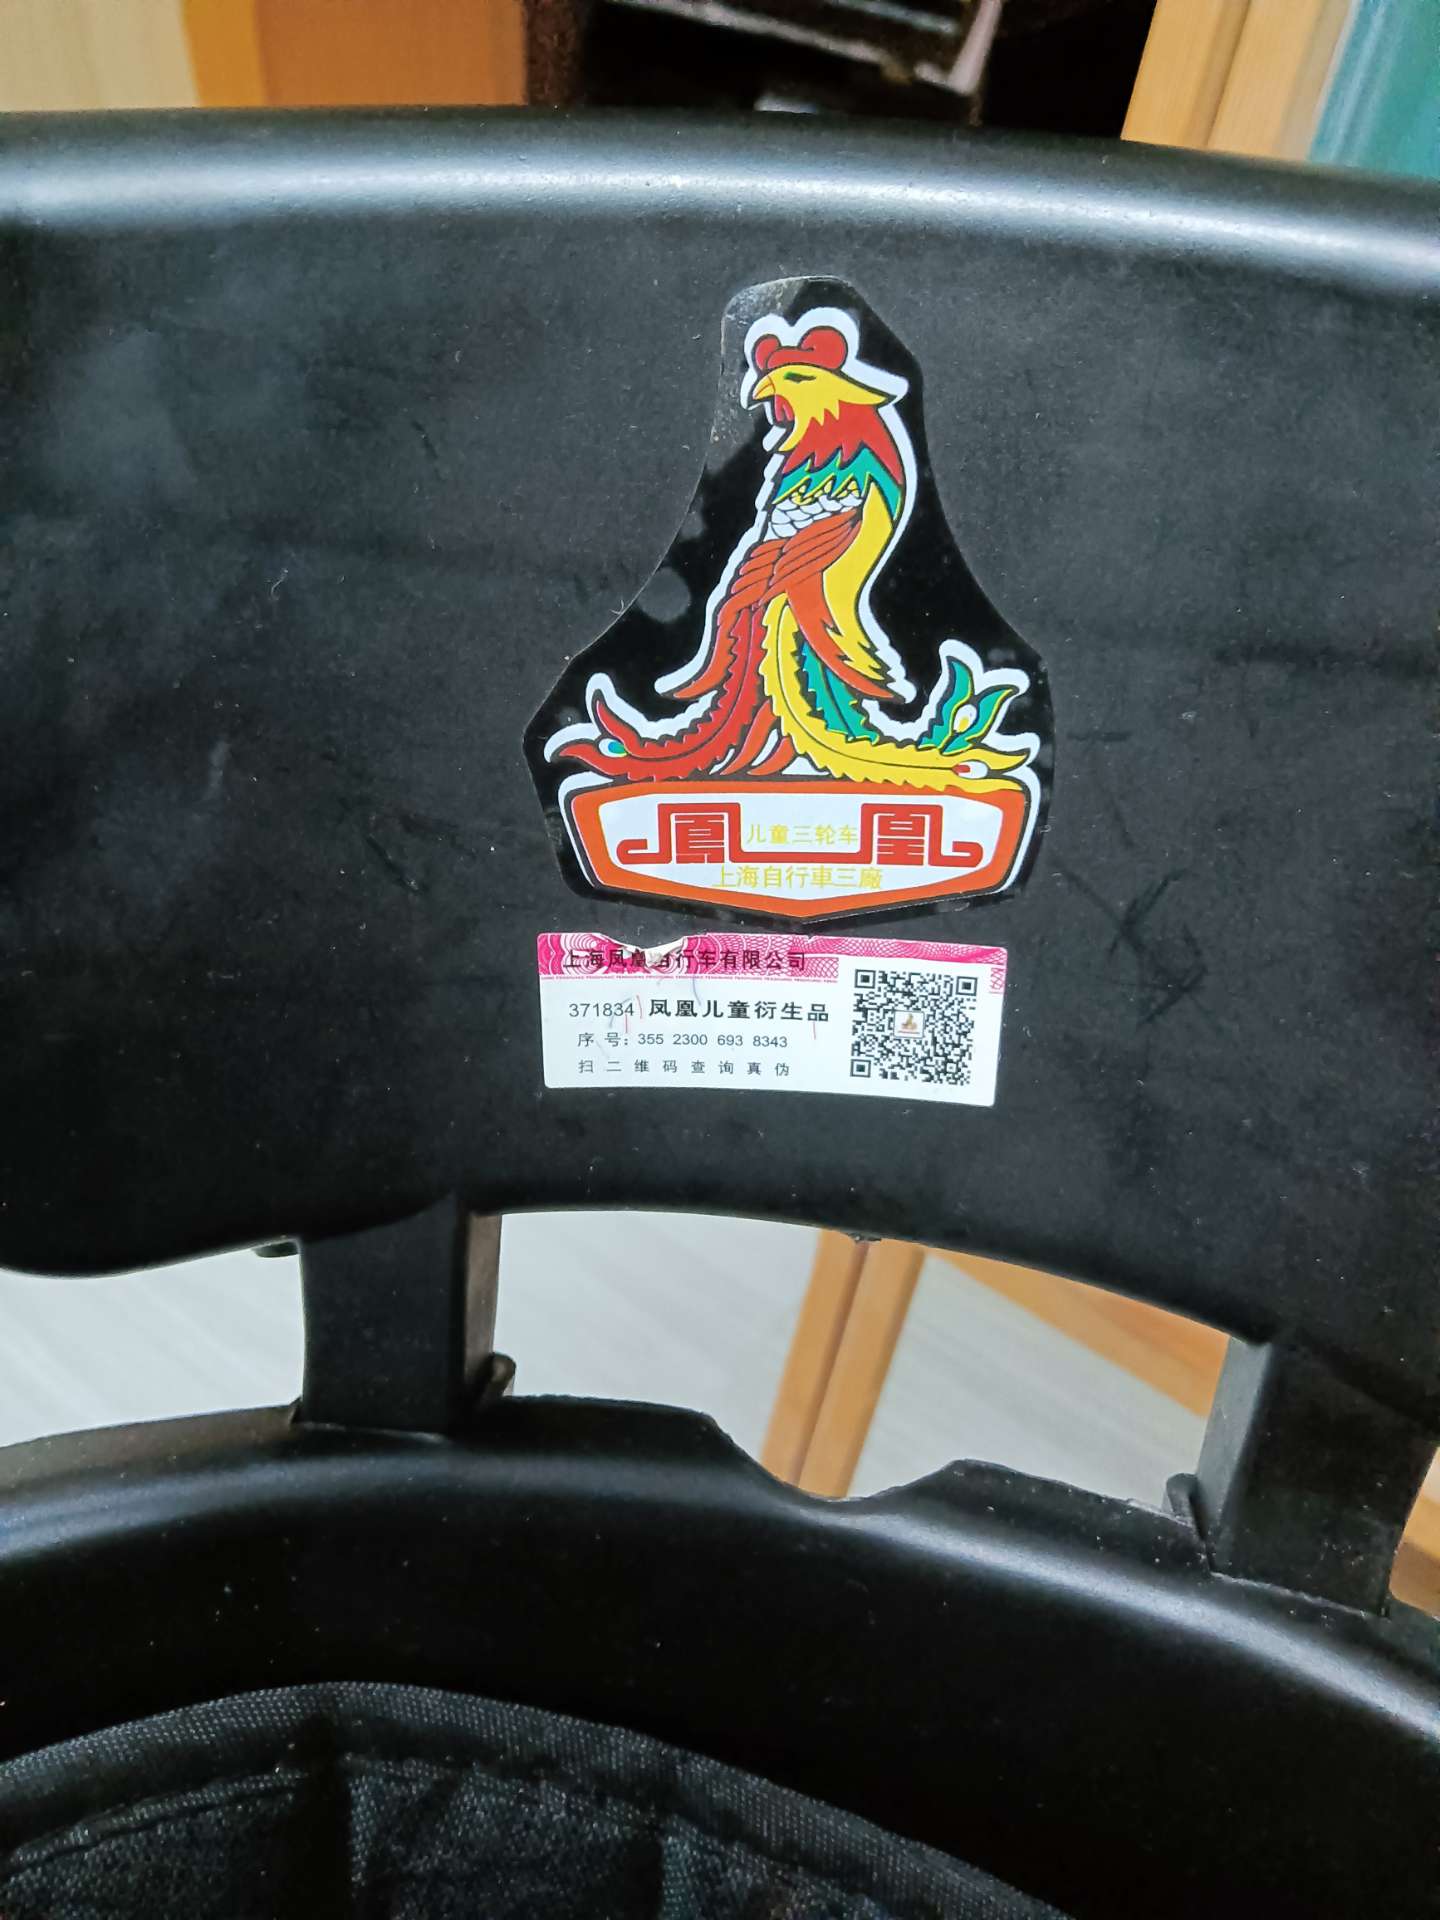 鳳 儿童三轮车 凰
上海自行車三廠
上海凤凰自行车有限公司
371834 凤凰儿童衍生品
序 号：355 2300 693 8343
扫二维码查询真伪